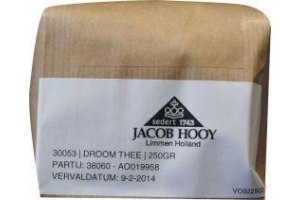 sedert 1743
JACOB HOOY
Limmen Holland
30053 | DROOM THEE | 250GR
PARTIJ: 38060 - AO019958
VERVALDATUM: 9-2-2014